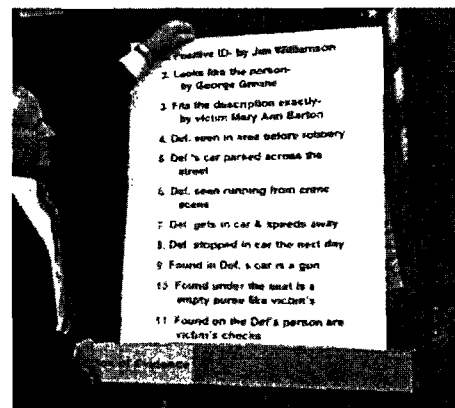 1. Positive ID- by Jim Williamson
2. Looks like the person-
by George Greene
3. Fits the description exactly-
by victim Mary Ann Barton
4. Def. seen in area before robbery
5. Def.'s car parked across the
street
6. Def. seen running from crime
scene
7. Def. gets in car & speeds away
8. Def. stopped in car the next day
9. Found in Def.'s car is a gun
10. Found under the seat is a
empty purse like victim's
11. Found on the Def's person are
victim's checks
of Evidence